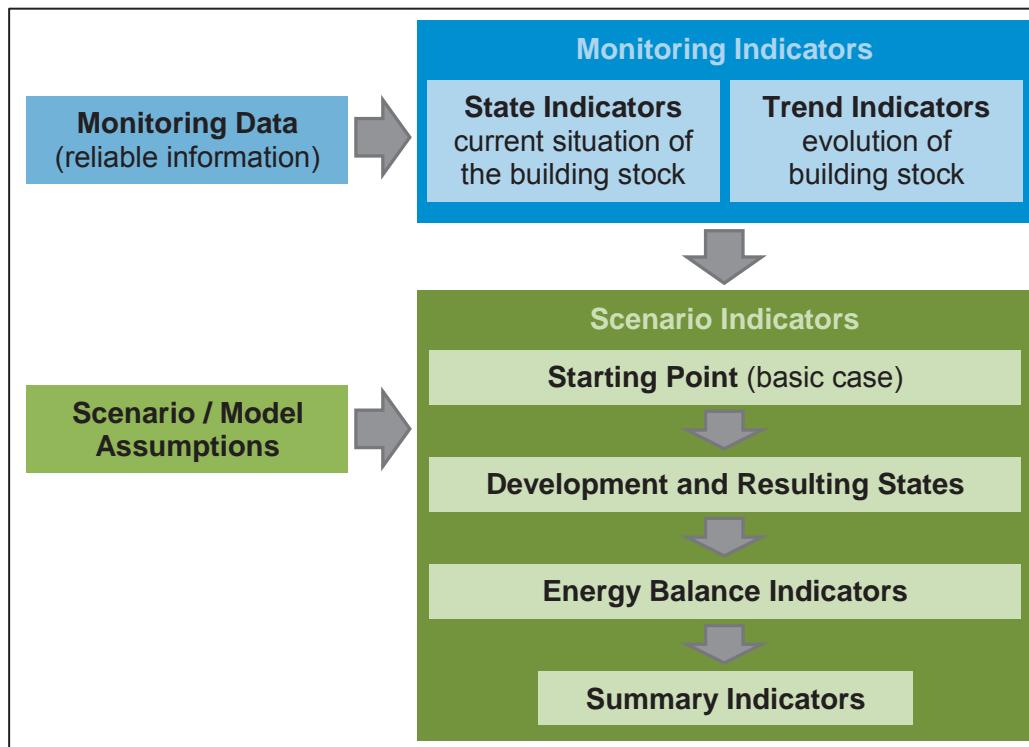 Monitoring Indicators
Monitoring Data
(reliable information)
State Indicators
current situation of
the building stock
Trend Indicators
evolution of
building stock
Scenario Indicators
Starting Point (basic case)
Scenario / Model
Assumptions
Development and Resulting States
Energy Balance Indicators
Summary Indicators